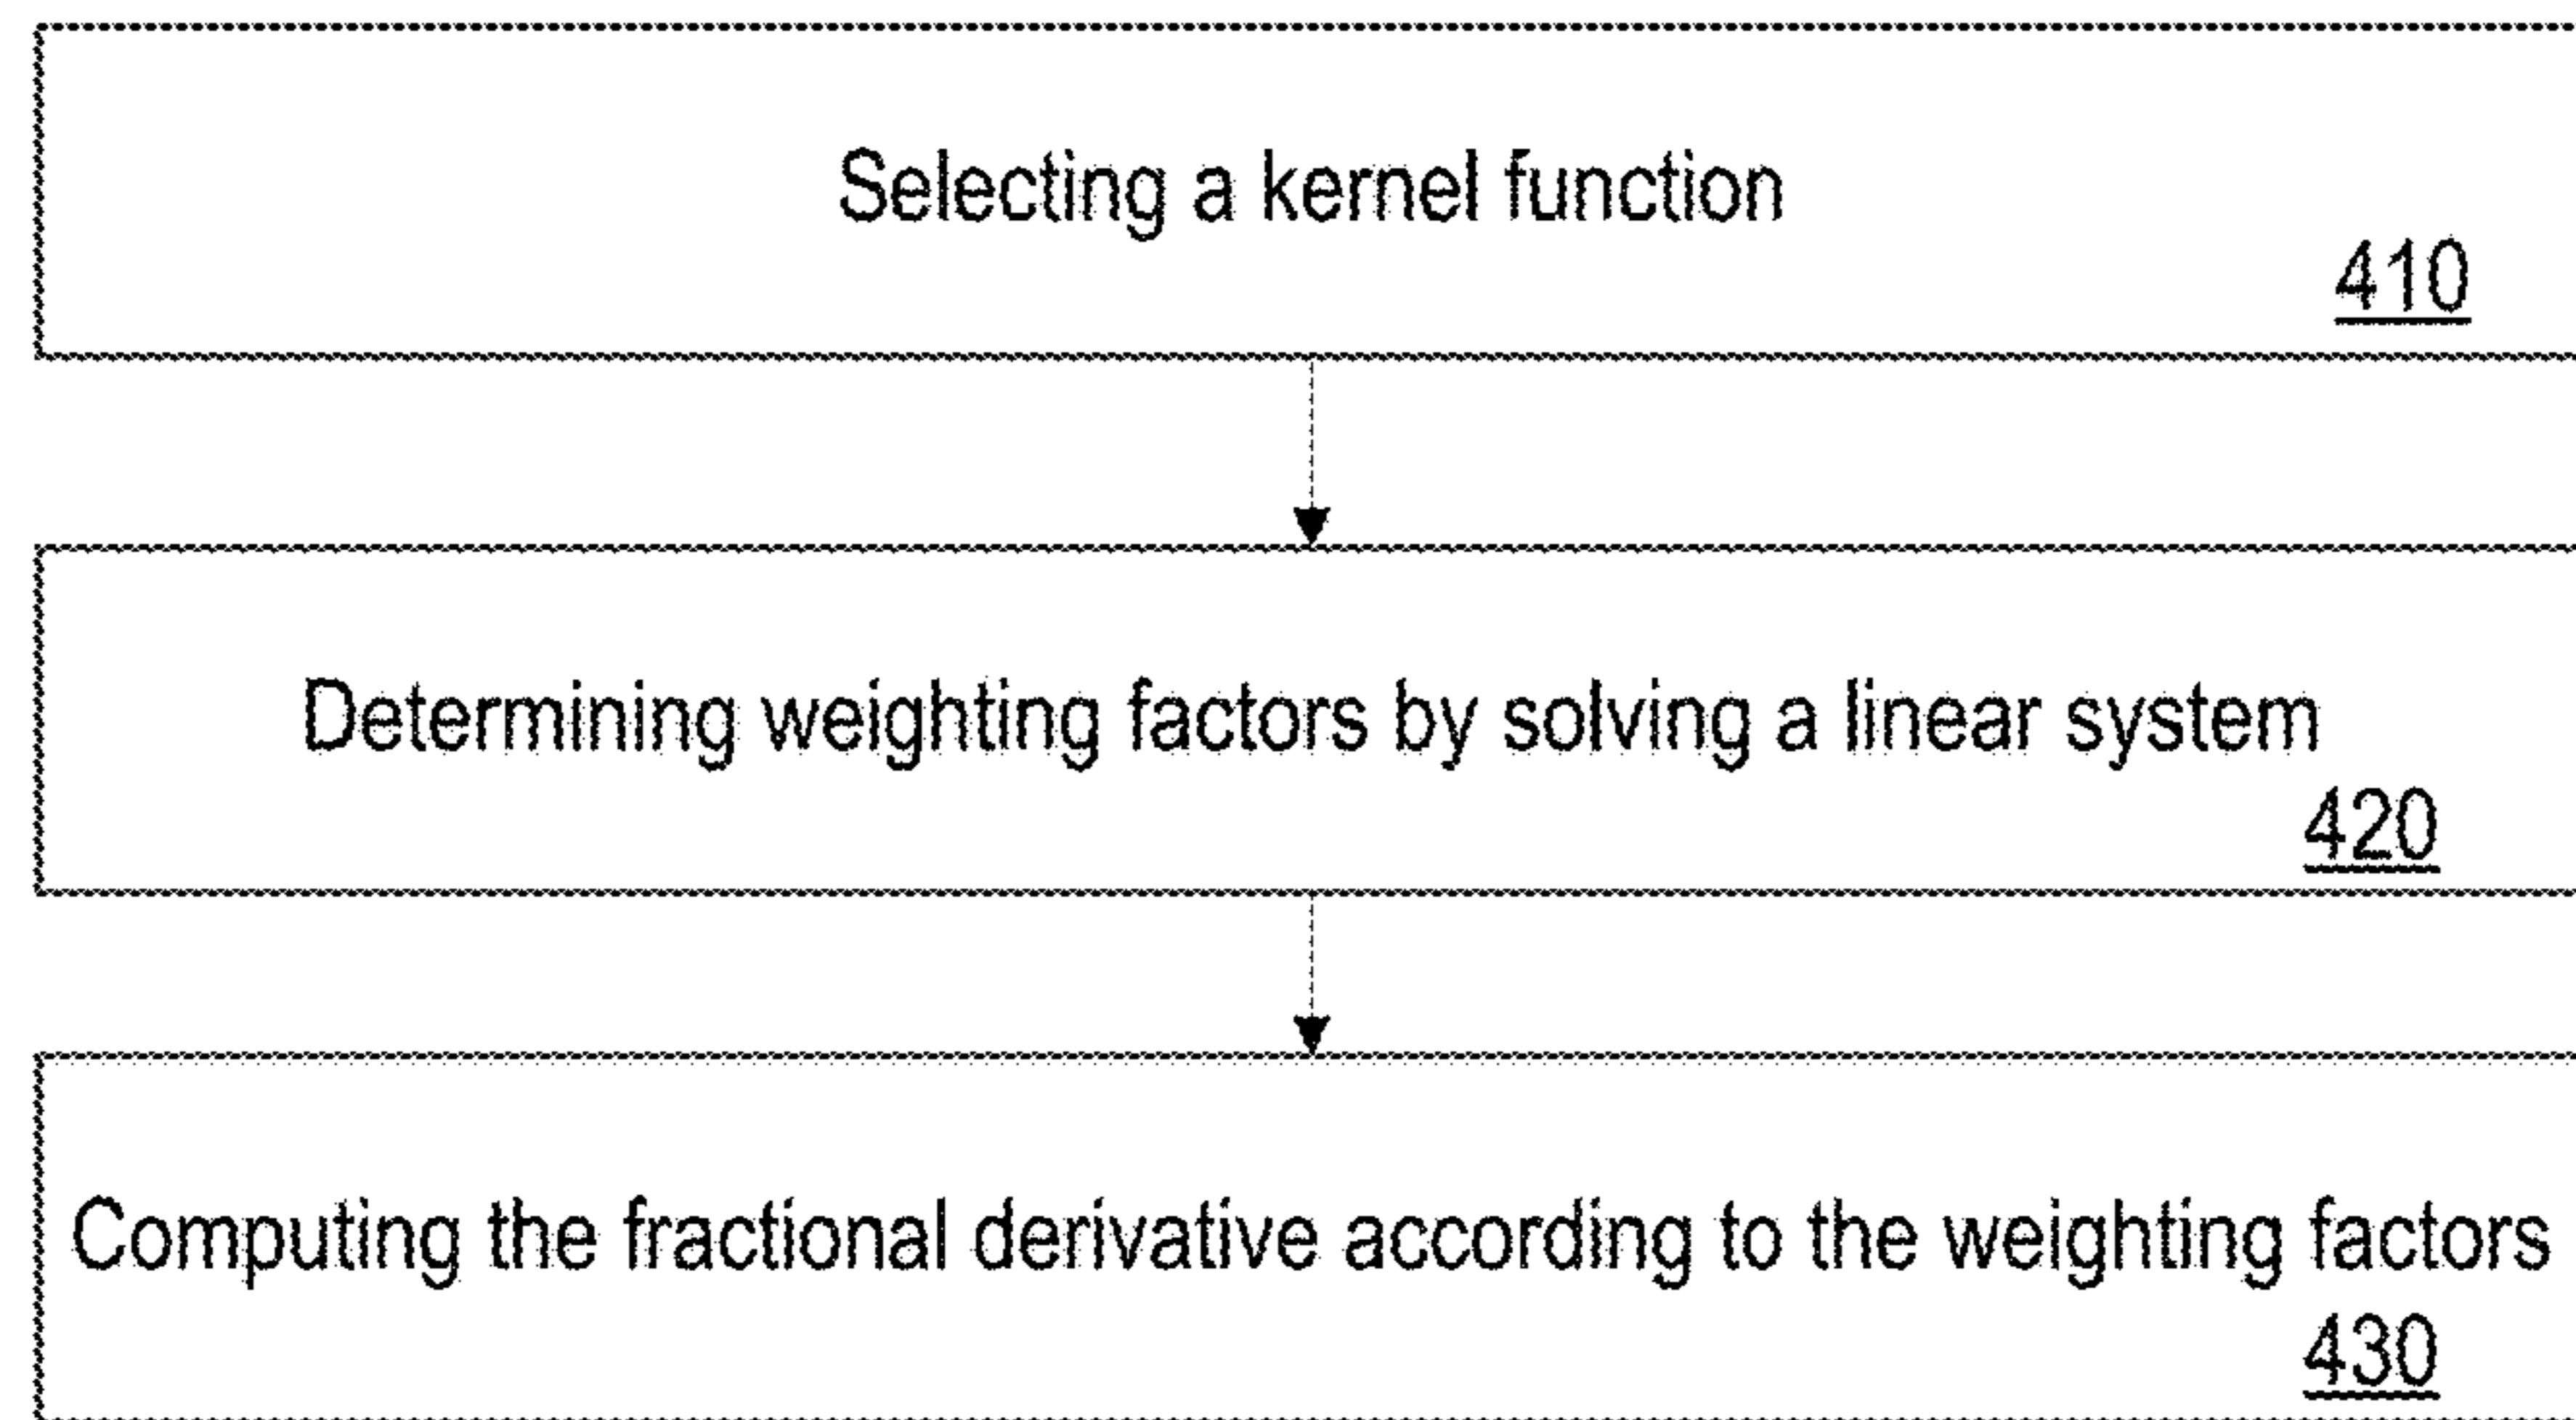 Selecting a kernel function
410
Determining weighting factors by solving a linear system
420
Computing the fractional derivative according to the weighting factors
430